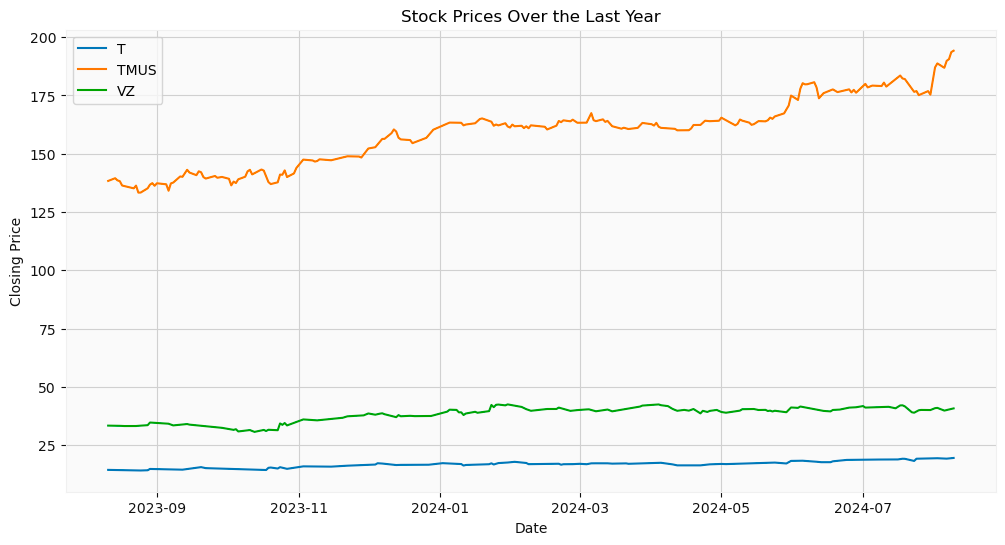 Stock Prices Over the Last Year
T
TMUS
VZ
Closing Price
200
175
150
125
100
75
50
25
2023-09
2023-11
2024-01
2024-03
2024-05
2024-07
Date